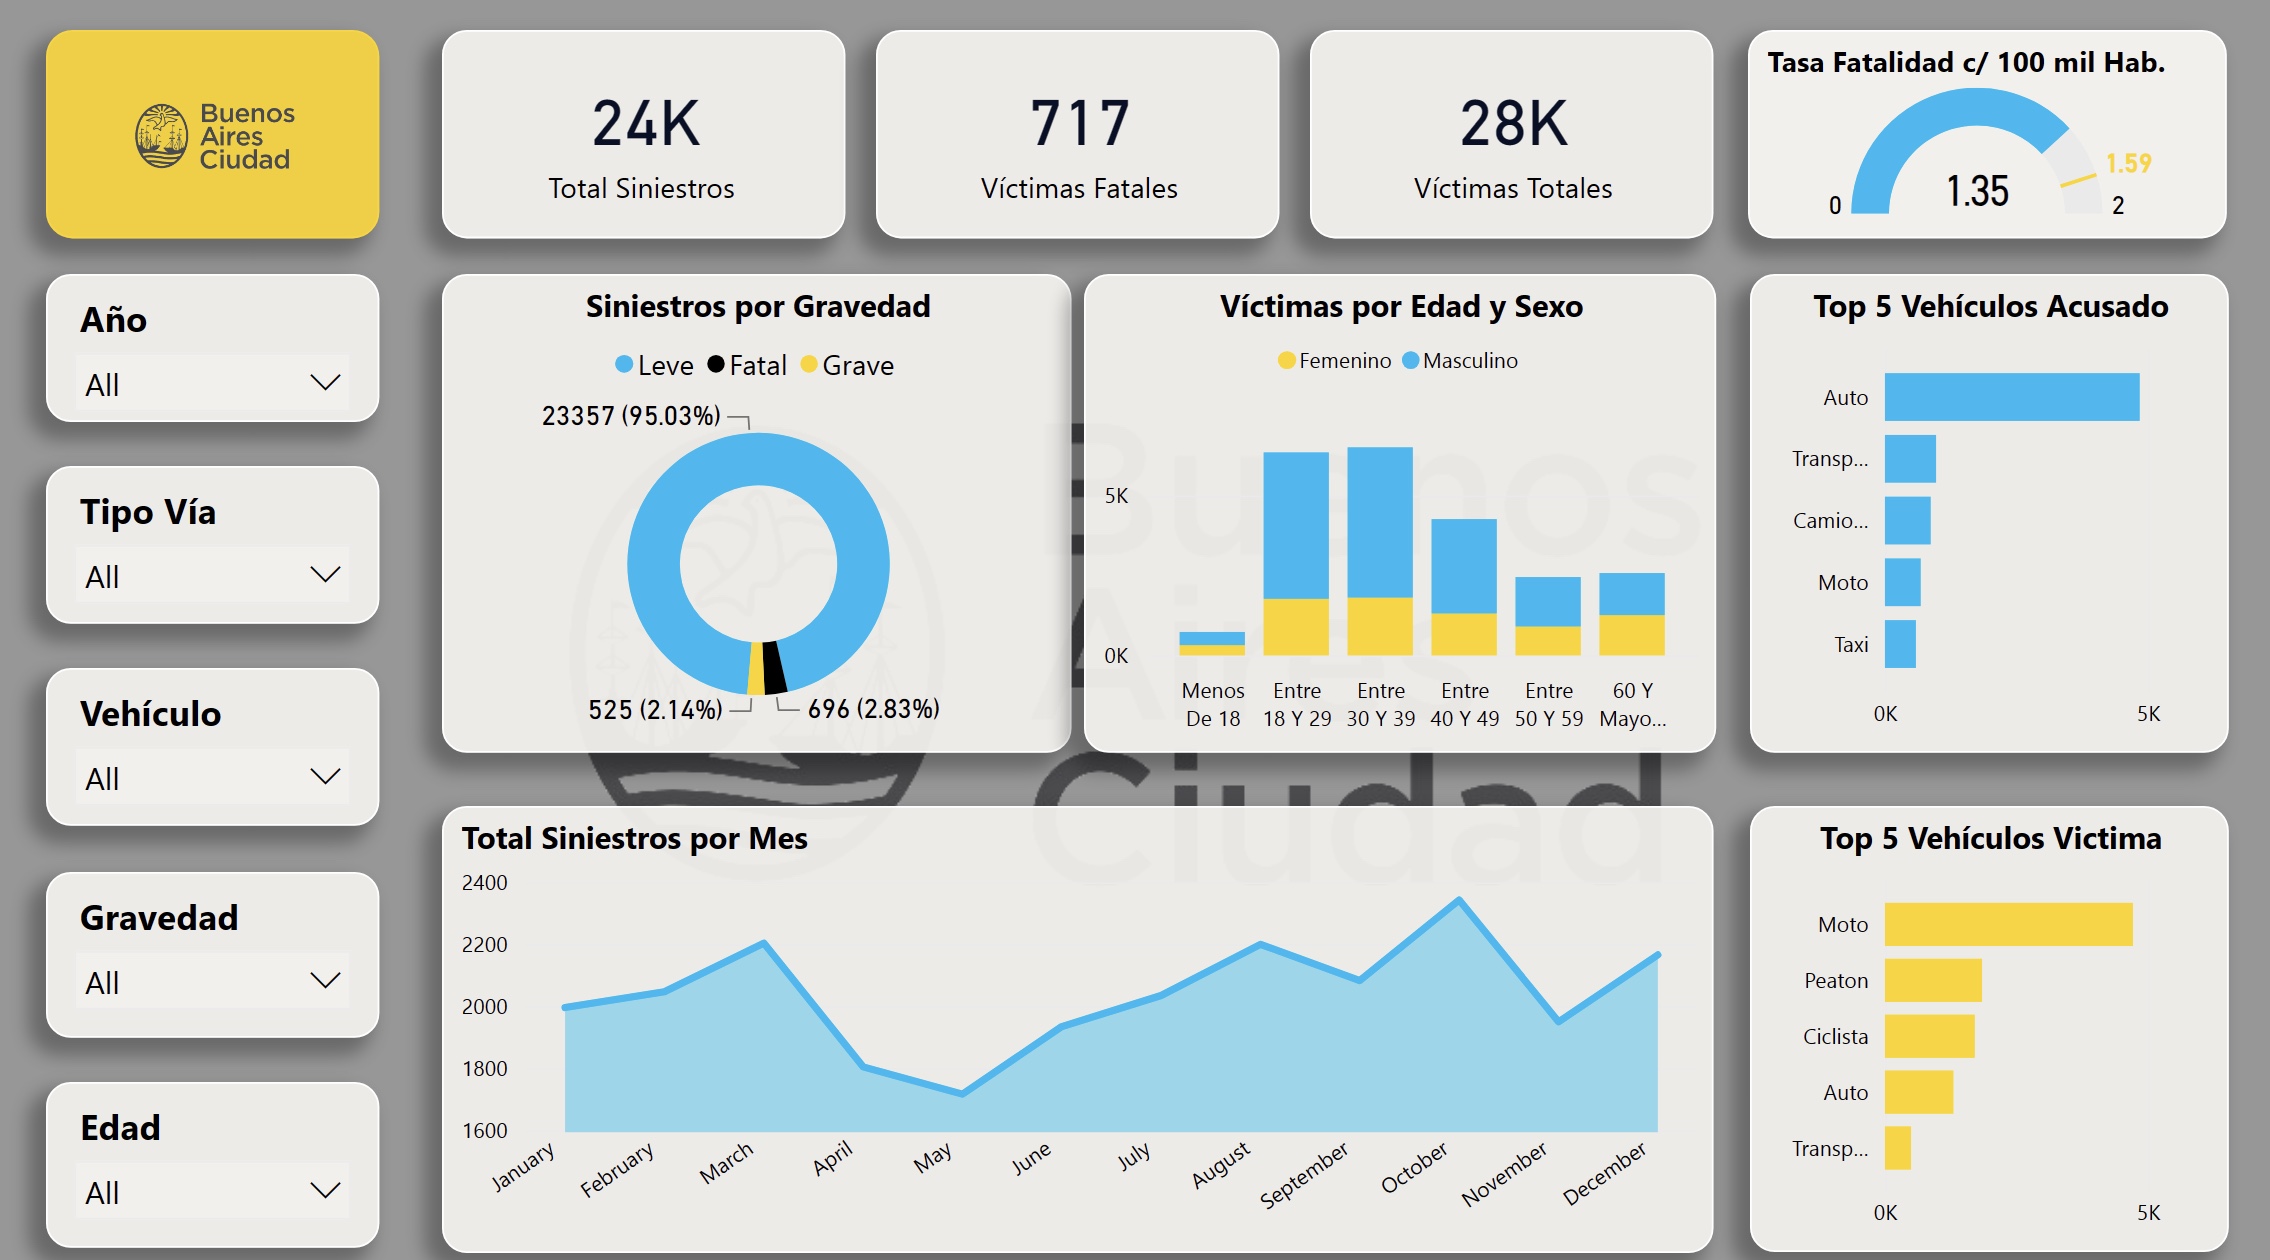 Buenos
Aires
Ciudad
24K
Total Siniestros
717
Víctimas Fatales
28K
Víctimas Totales
Tasa Fatalidad c/ 100 mil Hab.
1.59
1.35
0
2
Año
All
Tipo Vía
All
Vehículo
All
Gravedad
All
Edad
All
Siniestros por Gravedad
Leve Fatal Grave
23357 (95.03%)
525 (2.14%)
696 (2.83%)
Víctimas por Edad y Sexo
Femenino Masculino
5K
0K
Menos De 18
Entre 18 Y 29
Entre 30 Y 39
Entre 40 Y 49
Entre 50 Y 59
60 Y Mayo...
Top 5 Vehículos Acusado
Auto
Transp...
Camio...
Moto
Taxi
0K
5K
Total Siniestros por Mes
2400
2200
2000
1800
1600
January
February
March
April
May
June
July
August
September
October
November
December
Top 5 Vehículos Victima
Moto
Peaton
Ciclista
Auto
Transp...
0K
5K
Buenos
Aires
Ciudad